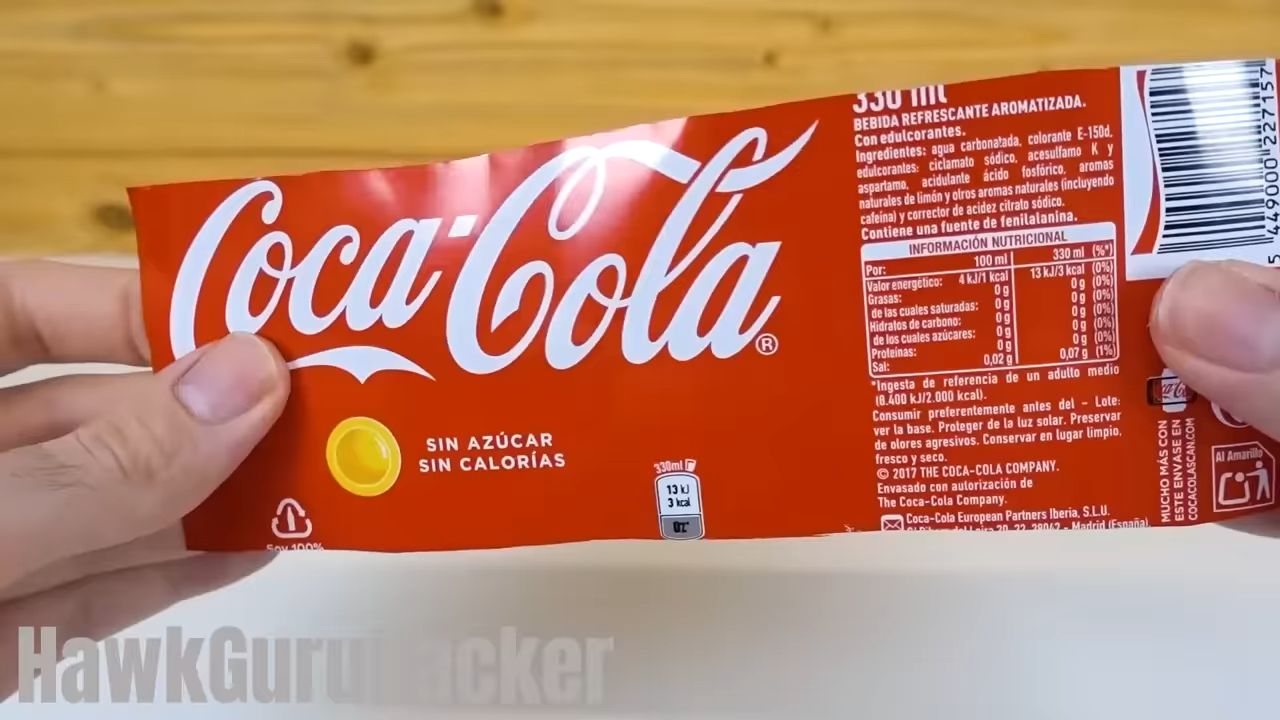 Coca-Cola
®
SIN AZÚCAR
SIN CALORÍAS
330ml
13 kJ
3 kcal
0%*
Soy 100%
330 ml
BEBIDA REFRESCANTE AROMATIZADA.
Con edulcorantes.
Ingredientes: agua carbonatada, colorante E-150d,
edulcorantes: ciclamato sódico, acesulfamo K y
aspartamo, acidulante ácido fosfórico, aromas
naturales de limón y otros aromas naturales (incluyendo
cafeína) y corrector de acidez citrato sódico.
Contiene una fuente de fenilalanina.
INFORMACIÓN NUTRICIONAL
Por: 100 ml 330 ml (%*)
Valor energético: 4 kJ/1 kcal 13 kJ/3 kcal (0%)
Grasas: 0 g 0 g (0%)
de las cuales saturadas: 0 g 0 g (0%)
Hidratos de carbono: 0 g 0 g (0%)
de los cuales azúcares: 0 g 0 g (0%)
Proteínas: 0 g 0 g (0%)
Sal: 0,02 g 0,07 g (1%)
*Ingesta de referencia de un adulto medio
(8.400 kJ/2.000 kcal).
Consumir preferentemente antes del - Lote:
ver la base. Proteger de la luz solar. Preservar
de olores agresivos. Conservar en lugar limpio,
fresco y seco.
© 2017 THE COCA-COLA COMPANY.
Envasado con autorización de
The Coca-Cola Company.
Coca-Cola European Partners Iberia, S.L.U.
28042 - Madrid (España).
5 449000 227157
MUCHO MÁS CON
ESTE ENVASE EN
COCACOLASCAN.COM
Al Amarillo